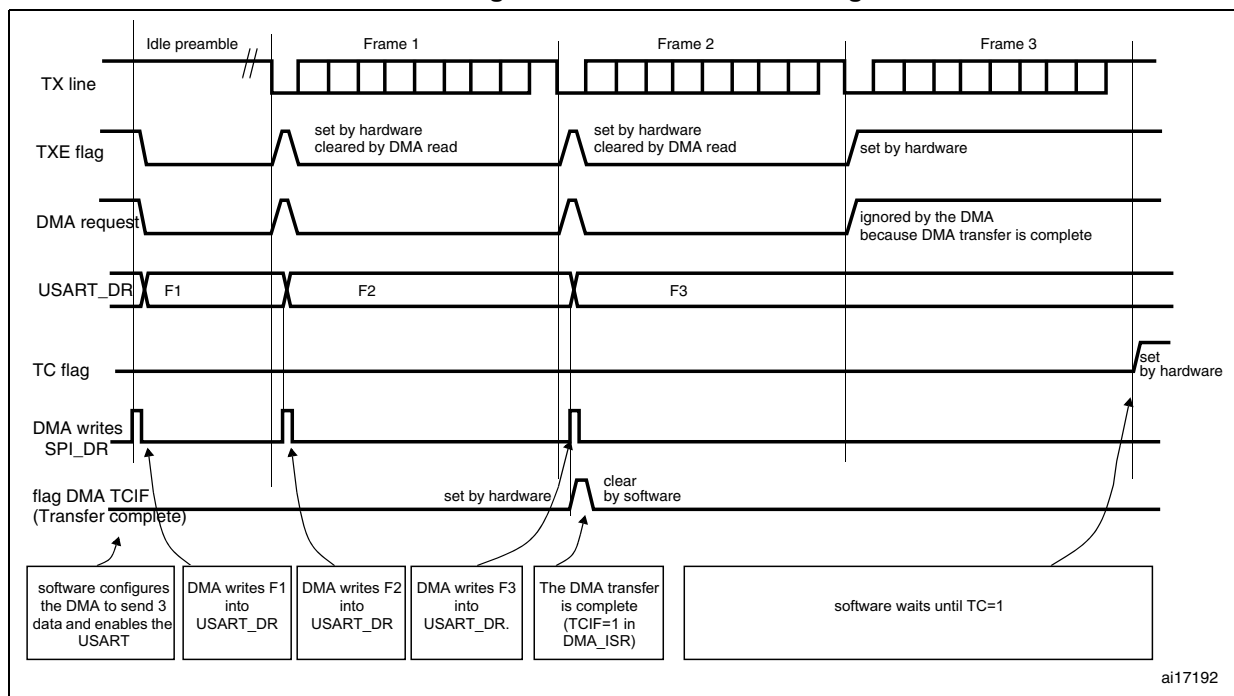 Idle preamble
Frame 1
Frame 2
Frame 3
TX line
TXE flag
set by hardware
cleared by DMA read
set by hardware
cleared by DMA read
set by hardware
DMA request
ignored by the DMA
because DMA transfer is complete
USART_DR
F1
F2
F3
TC flag
set
by hardware
DMA writes
SPI_DR
flag DMA TCIF
(Transfer complete)
set by hardware
clear
by software
software configures
the DMA to send 3
data and enables the
USART
DMA writes F1
into
USART_DR
DMA writes F2
into
USART_DR
DMA writes F3
into
USART_DR.
The DMA transfer
is complete
(TCIF=1 in
DMA_ISR)
software waits until TC=1
ai17192